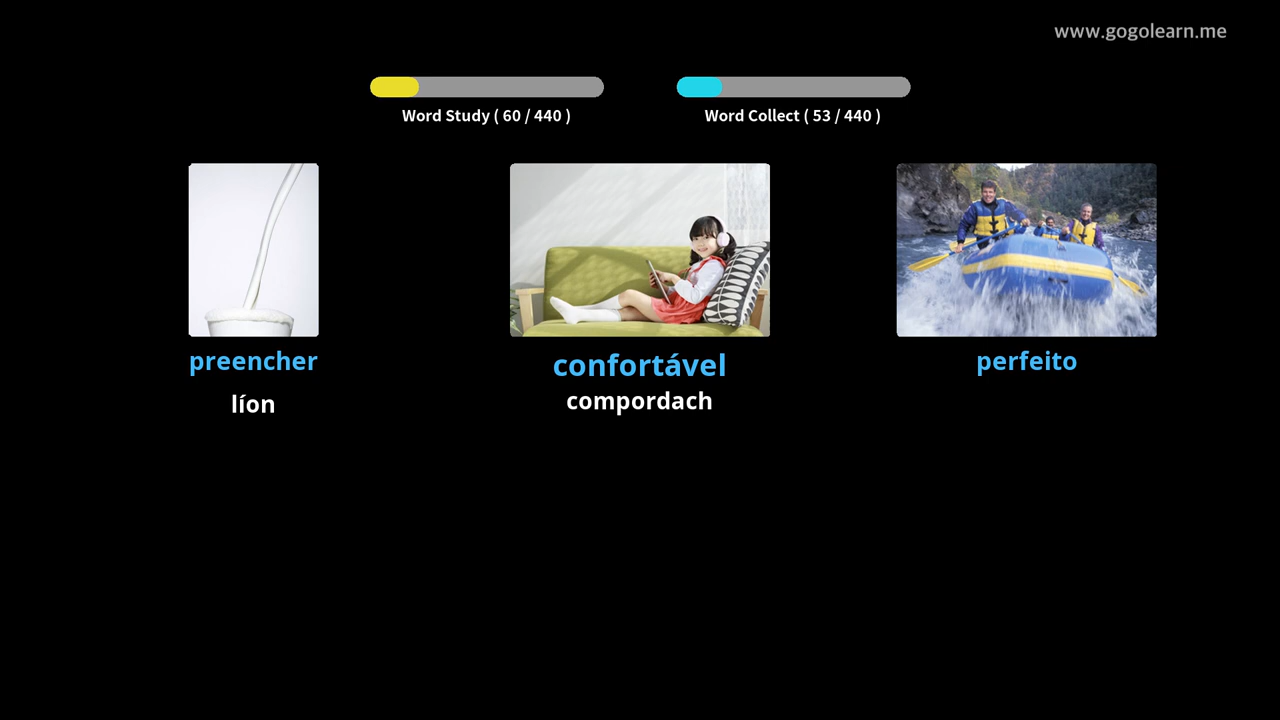 www.gogolearn.me
Word Study ( 60 / 440 )
Word Collect ( 53 / 440 )
preencher
líon
confortável
compordach
perfeito